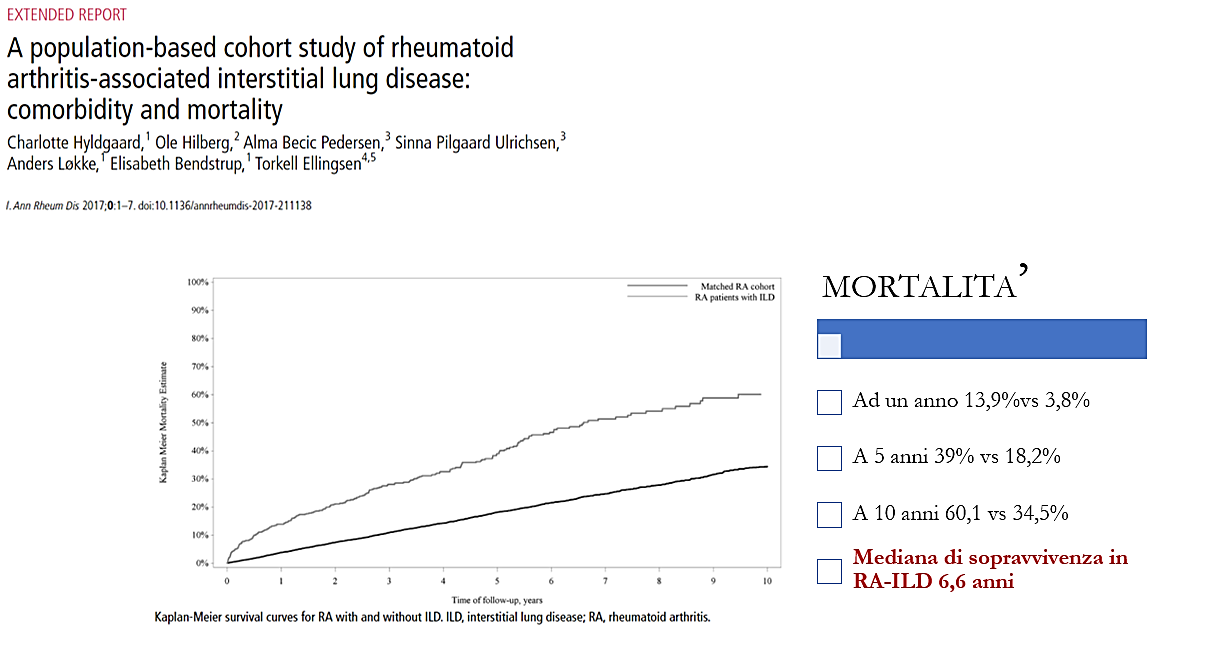 EXTENDED REPORT
A population-based cohort study of rheumatoid
arthritis-associated interstitial lung disease:
comorbidity and mortality
Charlotte Hyldgaard,1 Ole Hilberg,2 Alma Becic Pedersen,3 Sinna Pilgaard Ulrichsen,3
Anders Løkke,1 Elisabeth Bendstrup,1 Torkell Ellingsen4,5
l. Ann Rheum Dis 2017;0:1–7. doi:10.1136/annrheumdis-2017-211138
100%
90%
80%
70%
60%
50%
40%
30%
20%
10%
0%
Kaplan Meier Mortality Estimate
Matched RA cohort
RA patients with ILD
0 1 2 3 4 5 6 7 8 9 10
Time of follow-up, years
Kaplan-Meier survival curves for RA with and without ILD. ILD, interstitial lung disease; RA, rheumatoid arthritis.
MORTALITA’
Ad un anno 13,9%vs 3,8%
A 5 anni 39% vs 18,2%
A 10 anni 60,1 vs 34,5%
Mediana di sopravvivenza in
RA-ILD 6,6 anni